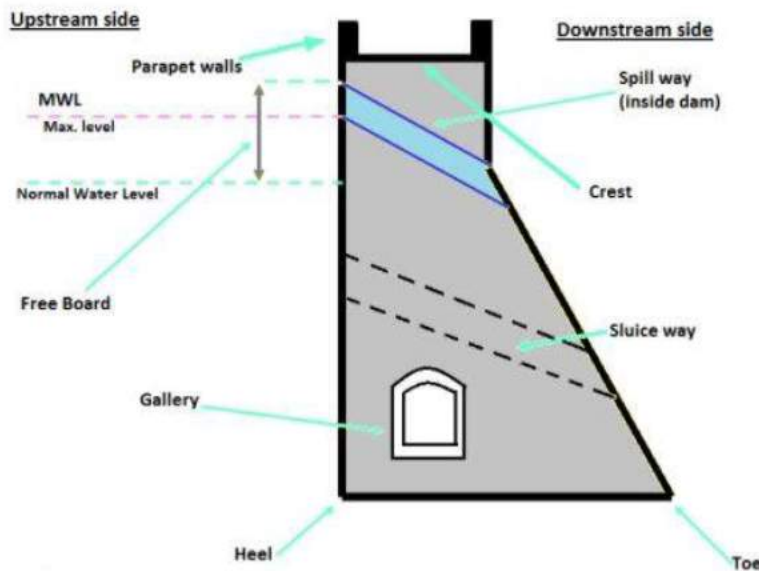 Upstream side
Downstream side
Parapet walls
Spill way
(inside dam)
MWL
Max. level
Normal Water Level
Crest
Free Board
Sluice way
Gallery
Heel
Toe